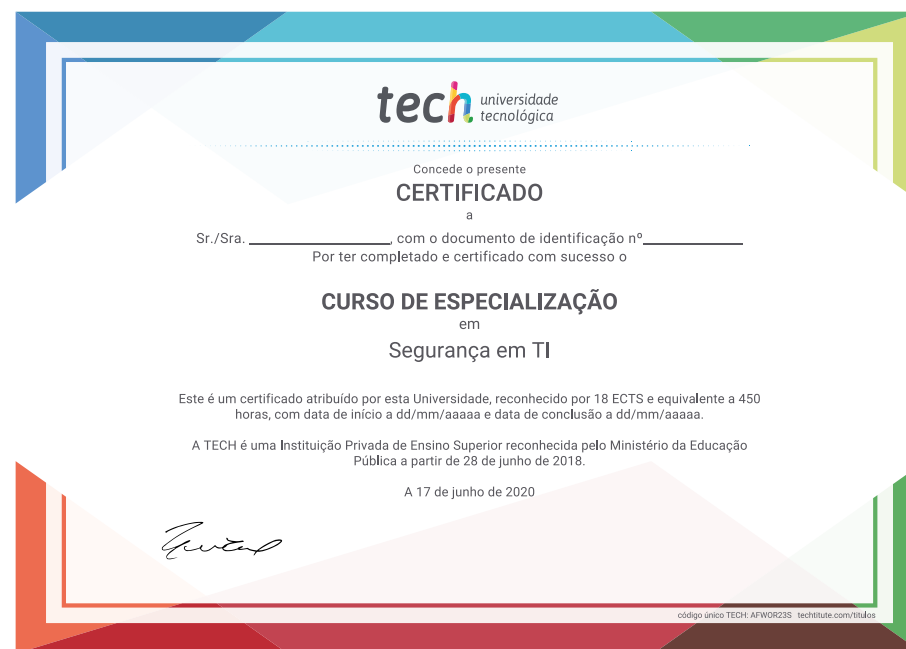 tech universidade
tecnológica
Concede o presente
CERTIFICADO
a
Sr./Sra. ________________, com o documento de identificação nº____________
Por ter completado e certificado com sucesso o
CURSO DE ESPECIALIZAÇÃO
em
Segurança em TI
Este é um certificado atribuído por esta Universidade, reconhecido por 18 ECTS e equivalente a 450
horas, com data de início a dd/mm/aaaaa e data de conclusão a dd/mm/aaaaa.
A TECH é uma Instituição Privada de Ensino Superior reconhecida pelo Ministério da Educação
Pública a partir de 28 de junho de 2018.
A 17 de junho de 2020
código único TECH: AFWOR23S techtitute.com/titulos